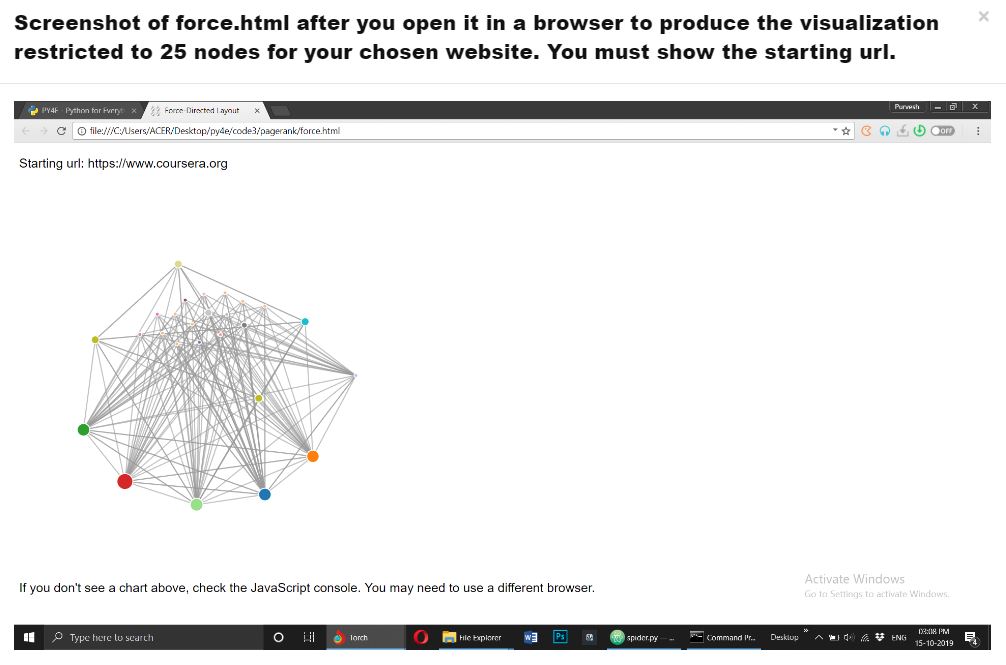 Screenshot of force.html after you open it in a browser to produce the visualization
restricted to 25 nodes for your chosen website. You must show the starting url.
PY4E - Python for Everyb
Force-Directed Layout
Purvesh
file:///C:/Users/ACER/Desktop/py4e/code3/pagerank/force.html
OFF
Starting url: https://www.coursera.org
If you don't see a chart above, check the JavaScript console. You may need to use a different browser.
Activate Windows
Go to Settings to activate Windows.
Type here to search
Torch
File Explorer
Ps
spider.py - ...
Command Pr...
Desktop
ENG
03:08 PM
15-10-2019
4